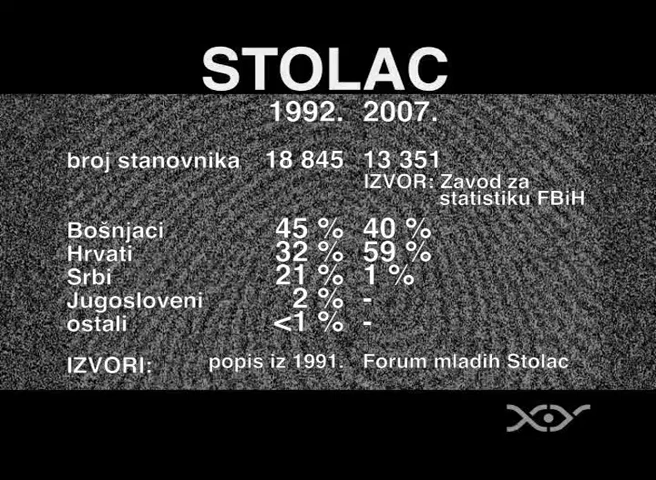 STOLAC
1992. 2007.
broj stanovnika 18 845 13 351
IZVOR: Zavod za
statistiku FBiH
Bošnjaci 45 % 40 %
Hrvati 32 % 59 %
Srbi 21 % 1 %
Jugosloveni 2 % -
ostali <1 % -
IZVORI: popis iz 1991. Forum mladih Stolac